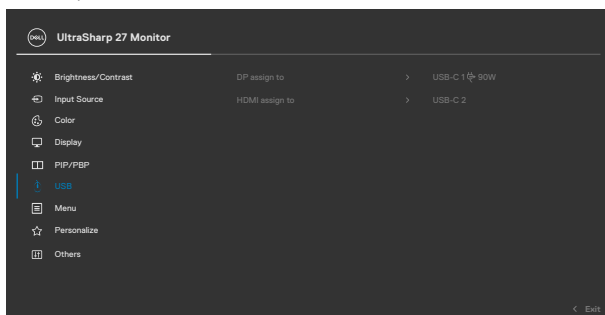 DELL UltraSharp 27 Monitor
Brightness/Contrast DP assign to > USB-C 1 90W
Input Source HDMI assign to > USB-C 2
Color
Display
PIP/PBP
USB
Menu
Personalize
Others
< Exit